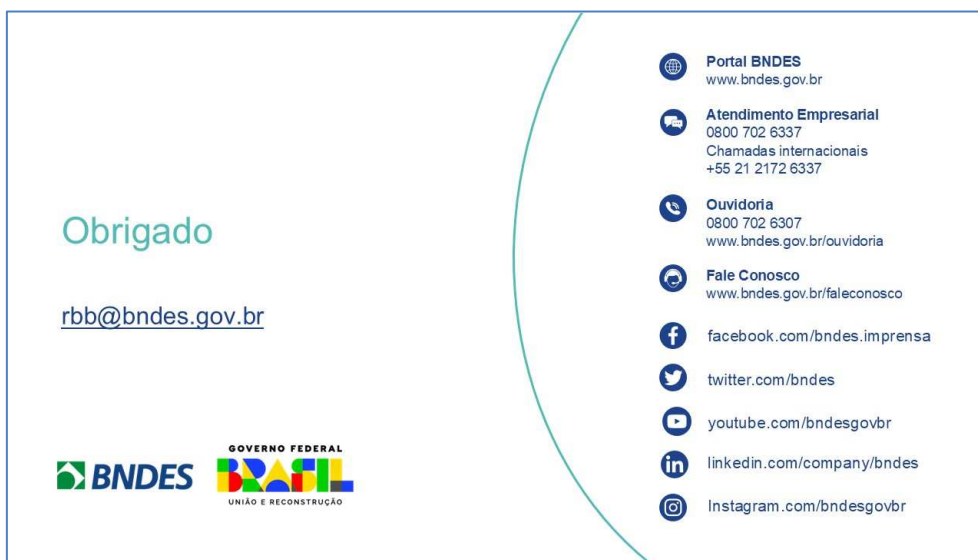 Obrigado
rbb@bndes.gov.br
BNDES
GOVERNO FEDERAL
BRASIL
UNIÃO E RECONSTRUÇÃO
Portal BNDES
www.bndes.gov.br
Atendimento Empresarial
0800 702 6337
Chamadas internacionais
+55 21 2172 6337
Ouvidoria
0800 702 6307
www.bndes.gov.br/ouvidoria
Fale Conosco
www.bndes.gov.br/faleconosco
facebook.com/bndes.imprensa
twitter.com/bndes
youtube.com/bndesgovbr
linkedin.com/company/bndes
Instagram.com/bndesgovbr